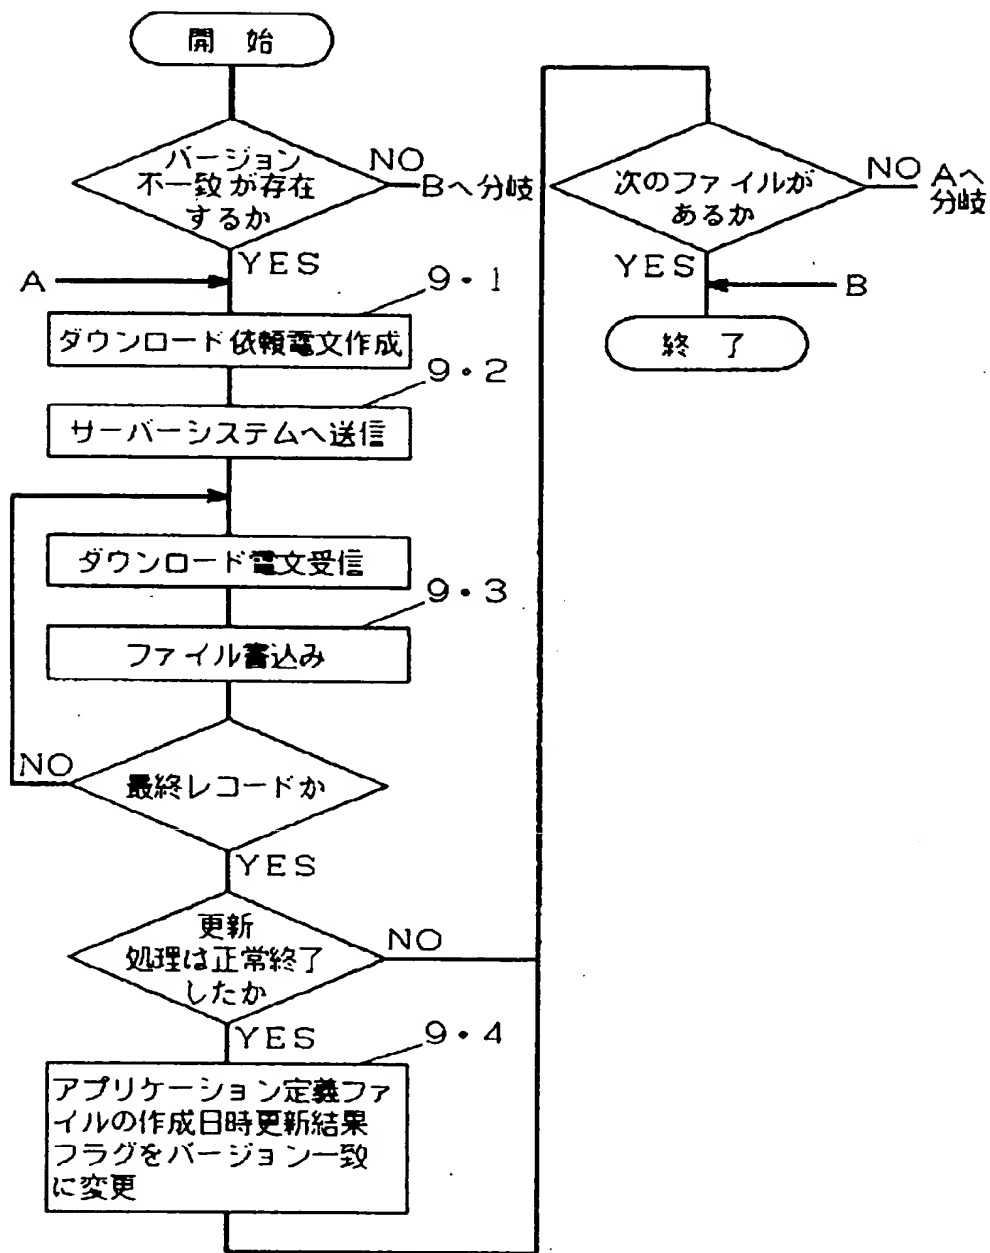 開始
バージョン
不一致が存在
するか
NO
Bへ分岐
YES
A
9・1
ダウンロード依頼電文作成
9・2
サーバーシステムへ送信
ダウンロード電文受信
9・3
ファイル書込み
最終レコードか
NO
YES
更新
処理は正常終了
したか
NO
YES
9・4
アプリケーション定義ファ
イルの作成日時更新結果
フラグをバージョン一致
に変更
次のファイルが
あるか
NO
Aへ
分岐
YES
B
終了